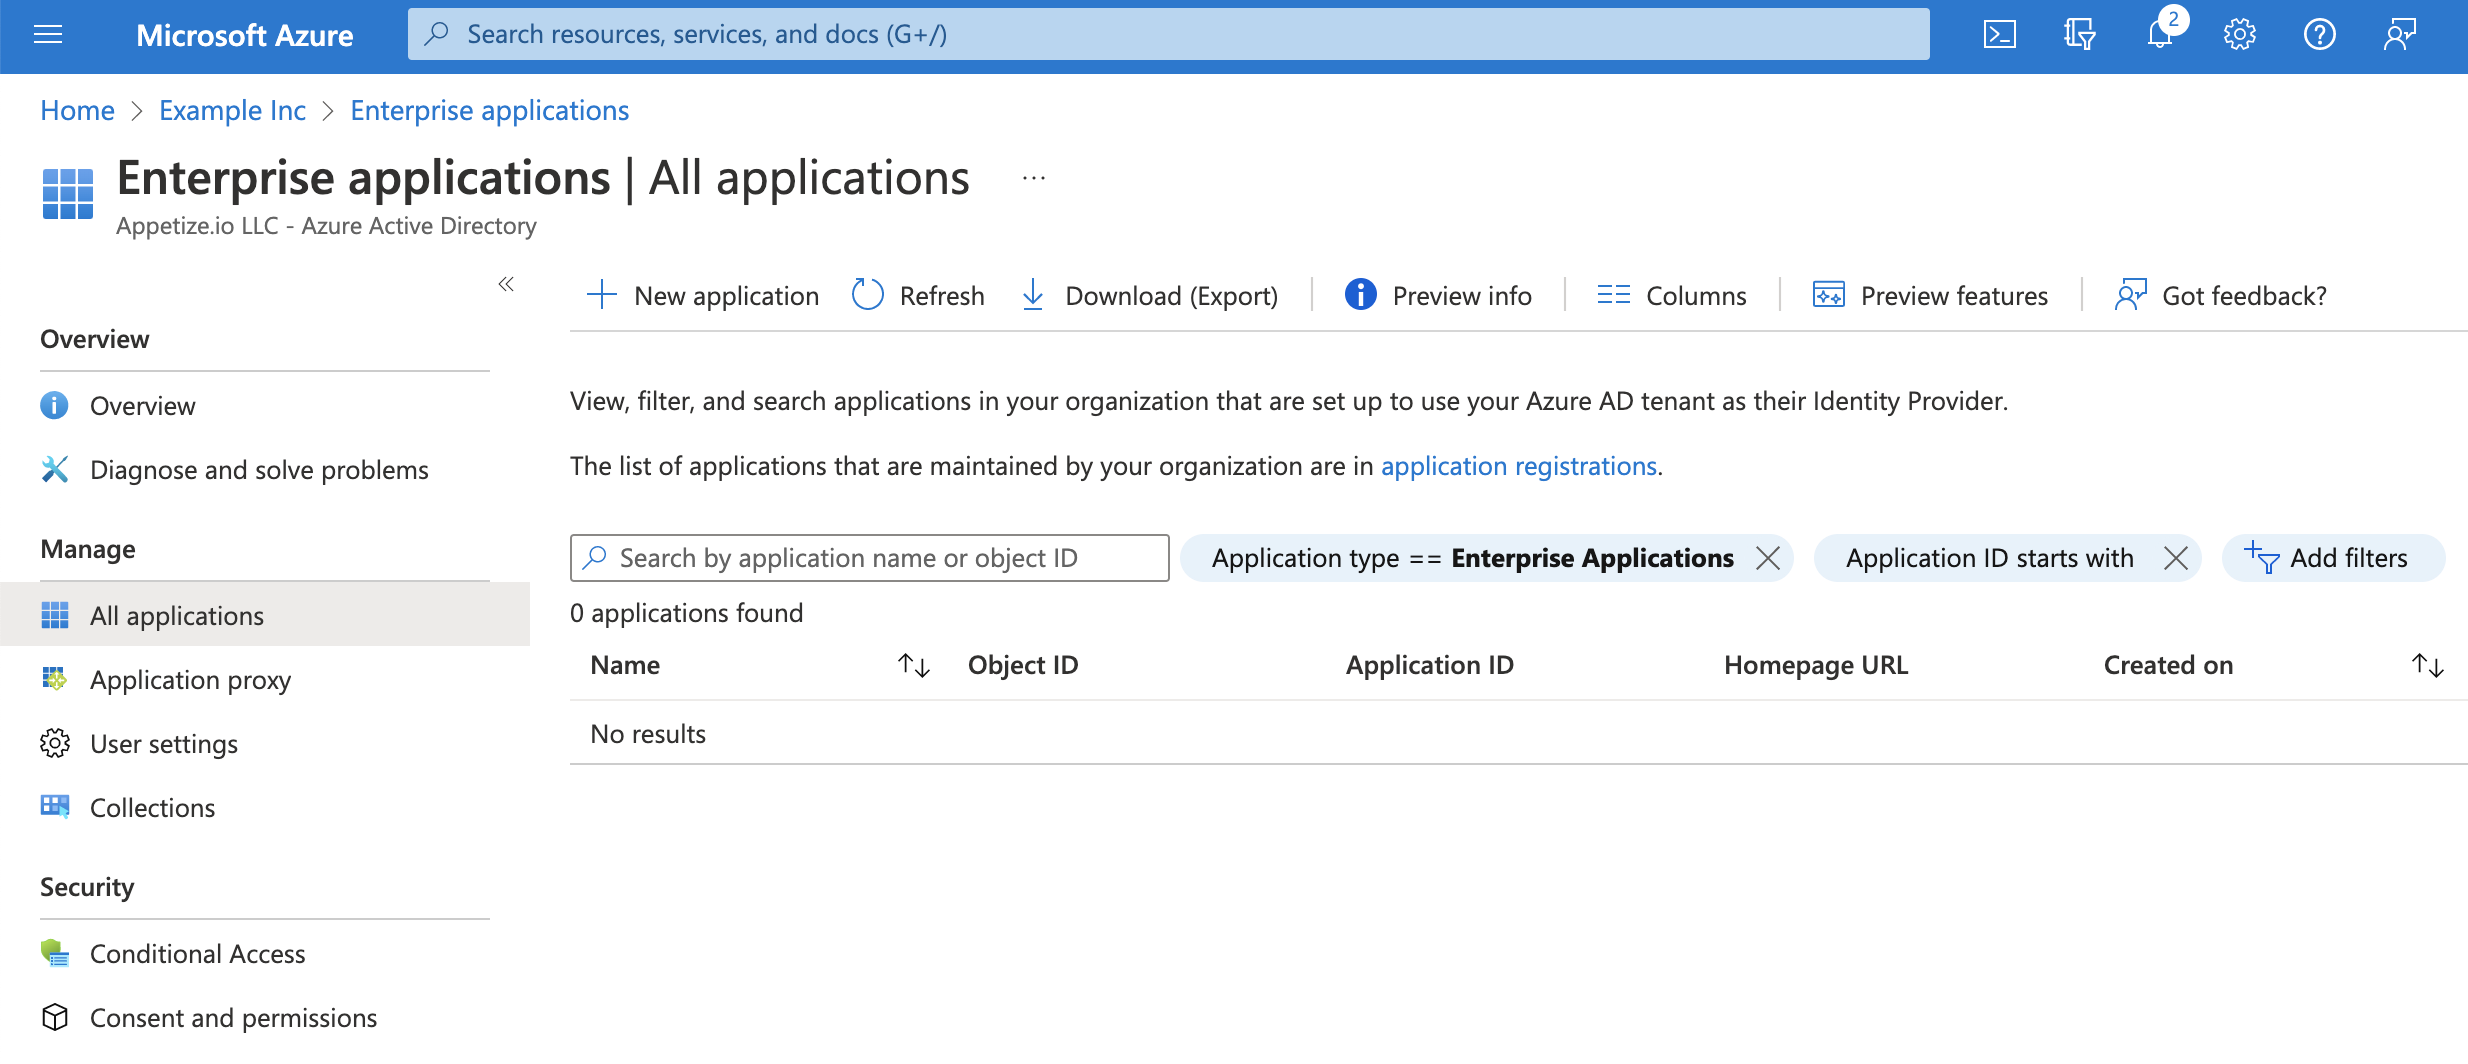 Microsoft Azure
Search resources, services, and docs (G+/)
2
Home > Example Inc > Enterprise applications
Enterprise applications | All applications ...
Appetize.io LLC - Azure Active Directory
«
New application Refresh Download (Export) Preview info Columns Preview features Got feedback?
Overview
Overview
Diagnose and solve problems
Manage
All applications
Application proxy
User settings
Collections
Security
Conditional Access
Consent and permissions
View, filter, and search applications in your organization that are set up to use your Azure AD tenant as their Identity Provider.
The list of applications that are maintained by your organization are in application registrations.
Search by application name or object ID Application type == Enterprise Applications Application ID starts with Add filters
0 applications found
Name Object ID Application ID Homepage URL Created on
No results